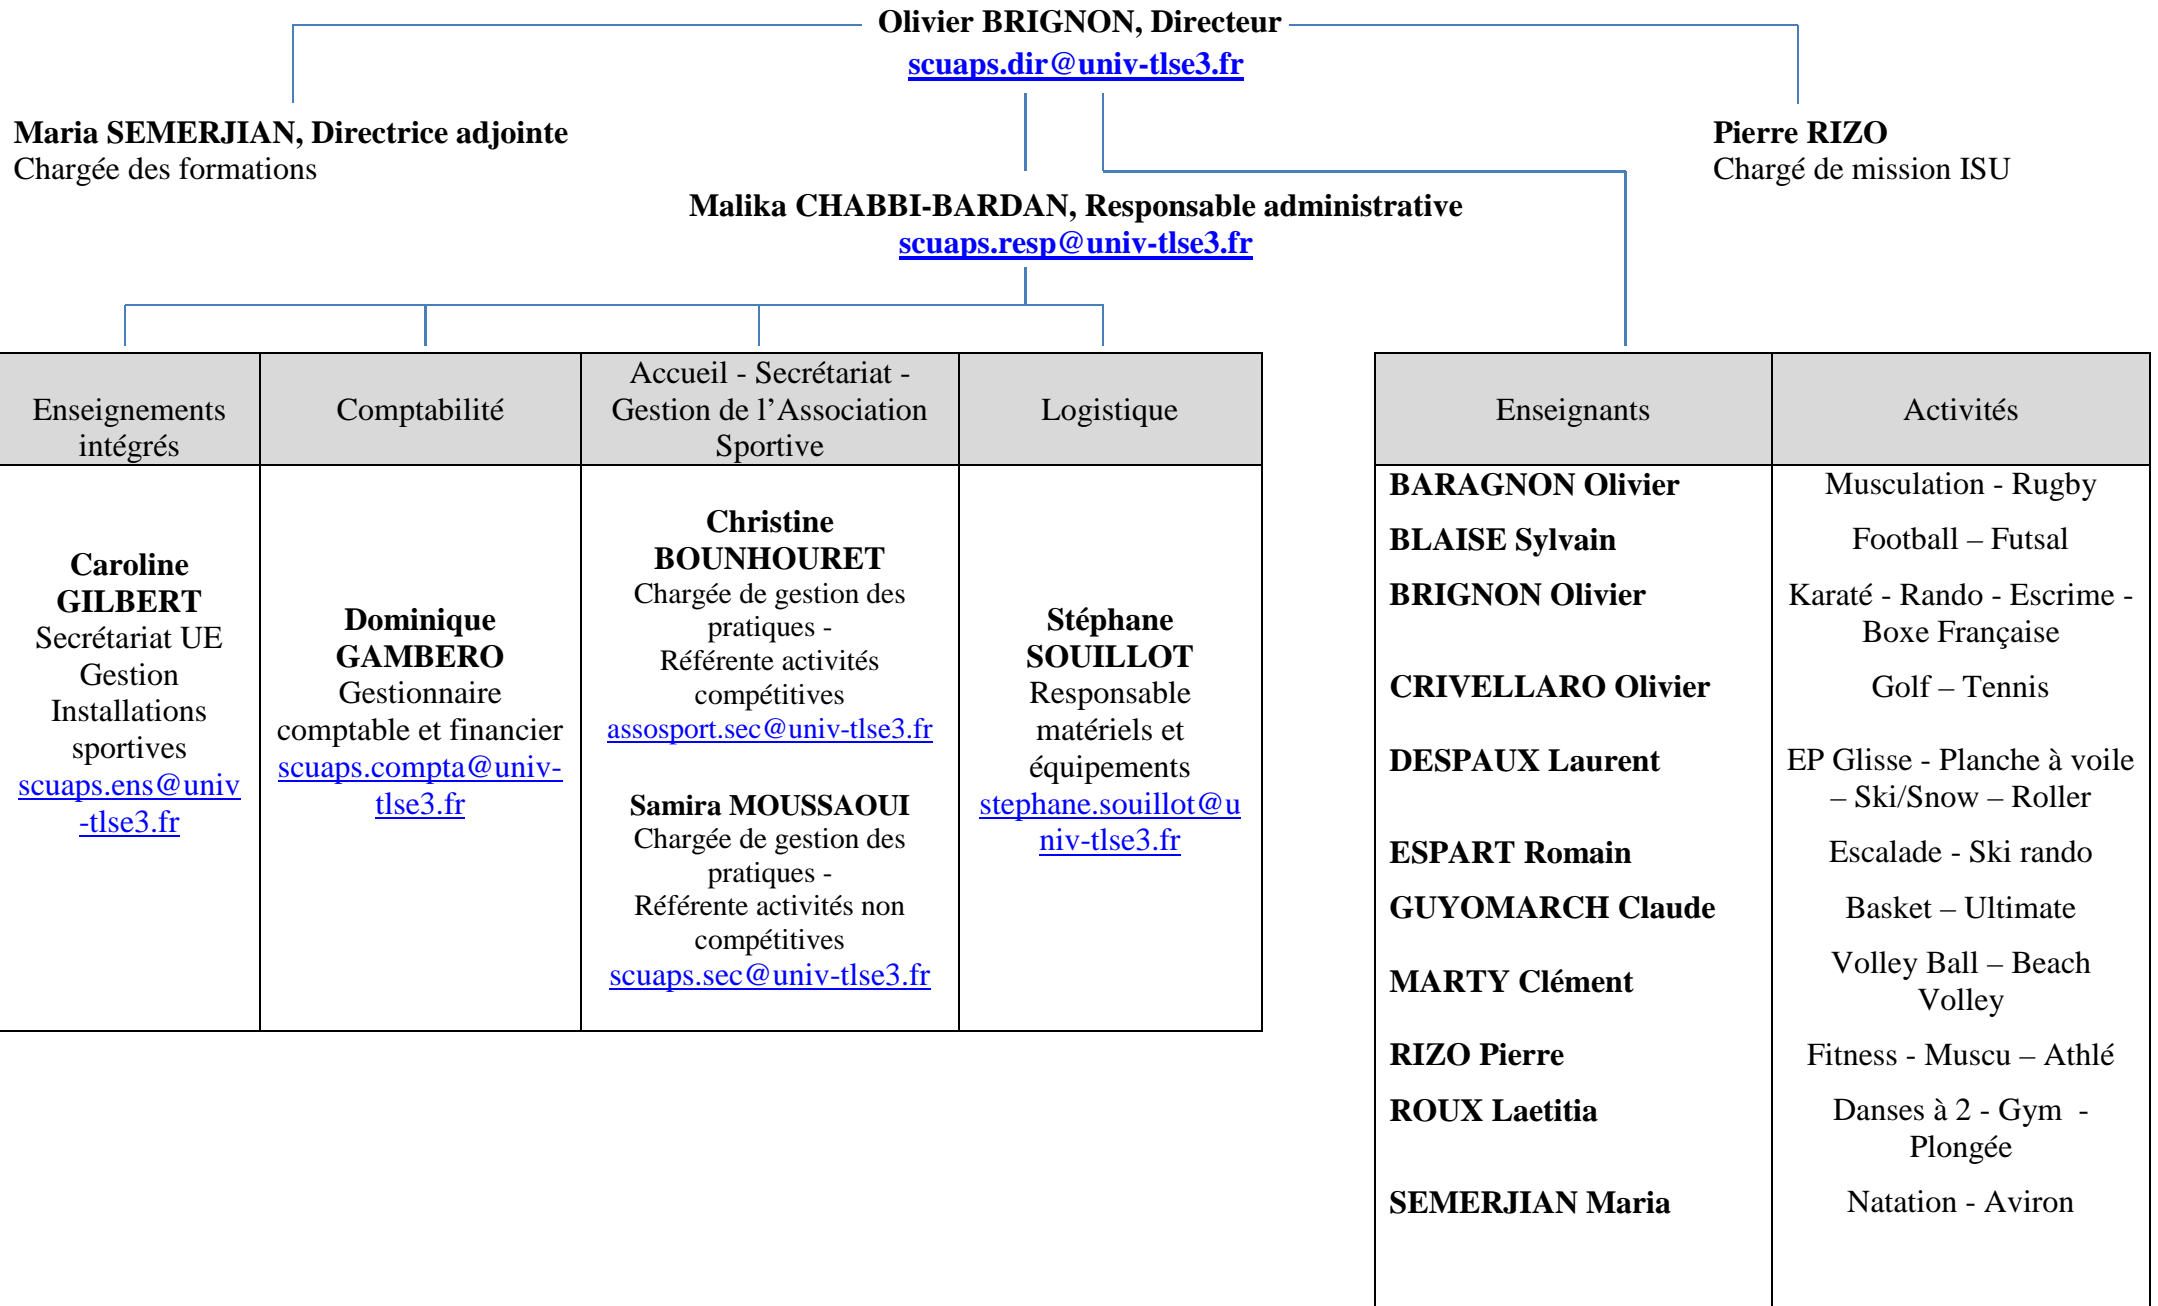 Olivier BRIGNON, Directeur
scuaps.dir@univ-tlse3.fr
Maria SEMERJIAN, Directrice adjointe
Chargée des formations
Pierre RIZO
Chargé de mission ISU
Malika CHABBI-BARDAN, Responsable administrative
scuaps.resp@univ-tlse3.fr
Enseignements
intégrés
Comptabilité
Accueil - Secrétariat -
Gestion de l’Association
Sportive
Logistique
Caroline
GILBERT
Secrétariat UE
Gestion
Installations
sportives
scuaps.ens@univ
-tlse3.fr
Dominique
GAMBERO
Gestionnaire
comptable et financier
scuaps.compta@univ-
tlse3.fr
Christine
BOUNHOURET
Chargée de gestion des
pratiques -
Référente activités
compétitives
assosport.sec@univ-tlse3.fr
Samira MOUSSAOUI
Chargée de gestion des
pratiques -
Référente activités non
compétitives
scuaps.sec@univ-tlse3.fr
Stéphane
SOUILLOT
Responsable
matériels et
équipements
stephane.souillot@u
niv-tlse3.fr
Enseignants
Activités
BARAGNON Olivier
Musculation - Rugby
BLAISE Sylvain
Football – Futsal
BRIGNON Olivier
Karaté - Rando - Escrime -
Boxe Française
CRIVELLARO Olivier
Golf – Tennis
DESPAUX Laurent
EP Glisse - Planche à voile
– Ski/Snow – Roller
ESPART Romain
Escalade - Ski rando
GUYOMARCH Claude
Basket – Ultimate
MARTY Clément
Volley Ball – Beach
Volley
RIZO Pierre
Fitness - Muscu – Athlé
ROUX Laetitia
Danses à 2 - Gym -
Plongée
SEMERJIAN Maria
Natation - Aviron